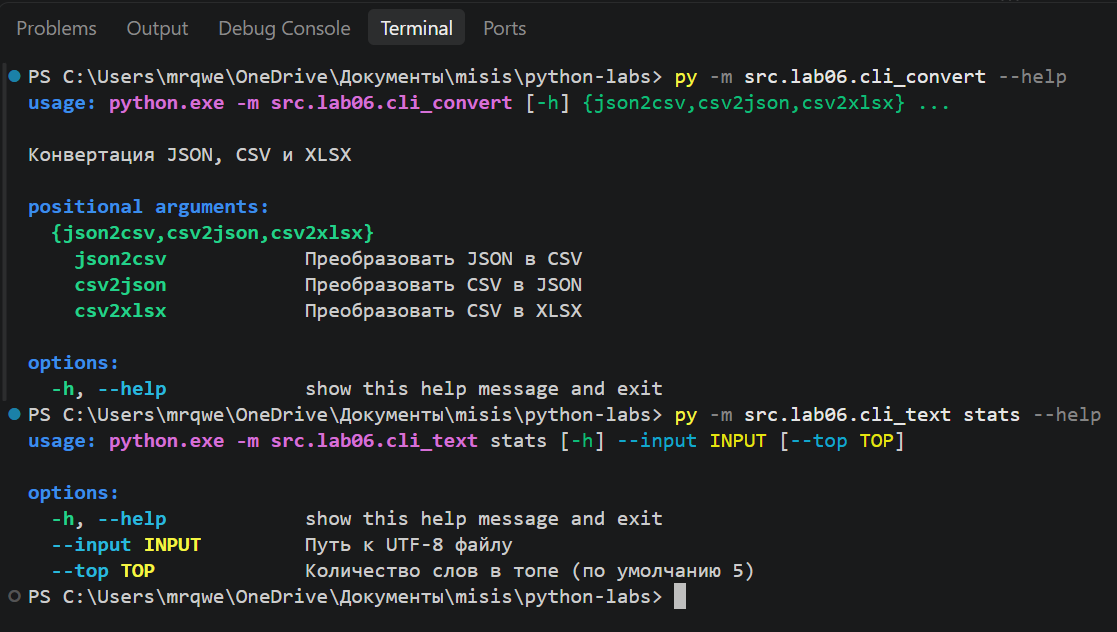 Problems Output Debug Console Terminal Ports
PS C:\Users\mrqwe\OneDrive\Документы\misis\python-labs> py -m src.lab06.cli_convert --help
usage: python.exe -m src.lab06.cli_convert [-h] {json2csv,csv2json,csv2xlsx} ...
Конвертация JSON, CSV и XLSX
positional arguments:
{json2csv,csv2json,csv2xlsx}
json2csv Преобразовать JSON в CSV
csv2json Преобразовать CSV в JSON
csv2xlsx Преобразовать CSV в XLSX
options:
-h, --help show this help message and exit
PS C:\Users\mrqwe\OneDrive\Документы\misis\python-labs> py -m src.lab06.cli_text stats --help
usage: python.exe -m src.lab06.cli_text stats [-h] --input INPUT [--top TOP]
options:
-h, --help show this help message and exit
--input INPUT Путь к UTF-8 файлу
--top TOP Количество слов в топе (по умолчанию 5)
PS C:\Users\mrqwe\OneDrive\Документы\misis\python-labs>